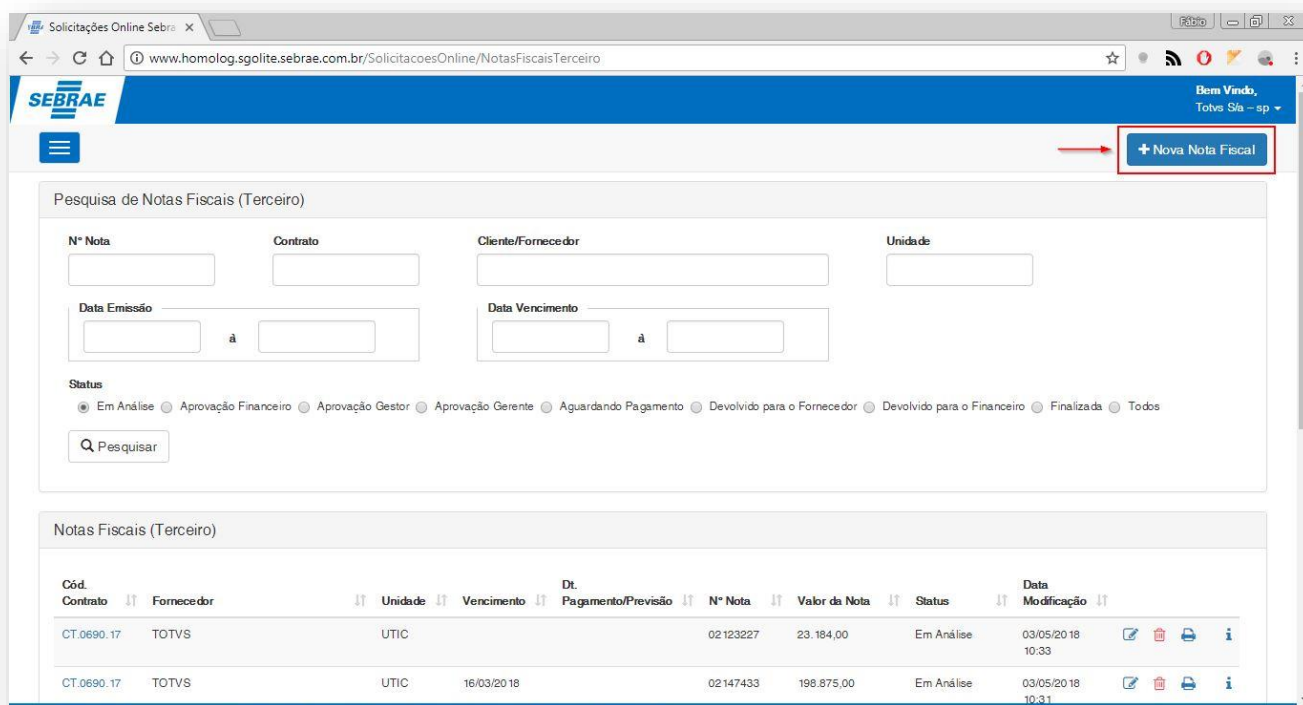 Solicitações Online Sebra
Fábio
www.homolog.sgolite.sebrae.com.br/SolicitacoesOnline/NotasFiscaisTerceiro
SEBRAE
Bem Vindo,
Totvs S/a – sp
Nova Nota Fiscal
Pesquisa de Notas Fiscais (Terceiro)
Nº Nota Contrato Cliente/Fornecedor Unidade
Data Emissão Data Vencimento
à à
Status
Em Análise Aprovação Financeiro Aprovação Gestor Aprovação Gerente Aguardando Pagamento Devolvido para o Fornecedor Devolvido para o Financeiro Finalizada Todos
Pesquisar
Notas Fiscais (Terceiro)
Cód. Dt. Data
Contrato Fornecedor Unidade Vencimento Pagamento/Previsão Nº Nota Valor da Nota Status Modificação
CT.0690.17 TOTVS UTIC 02123227 23.184,00 Em Análise 03/05/2018
10:33
CT.0690.17 TOTVS UTIC 16/03/2018 02147433 198.875,00 Em Análise 03/05/2018
10:31